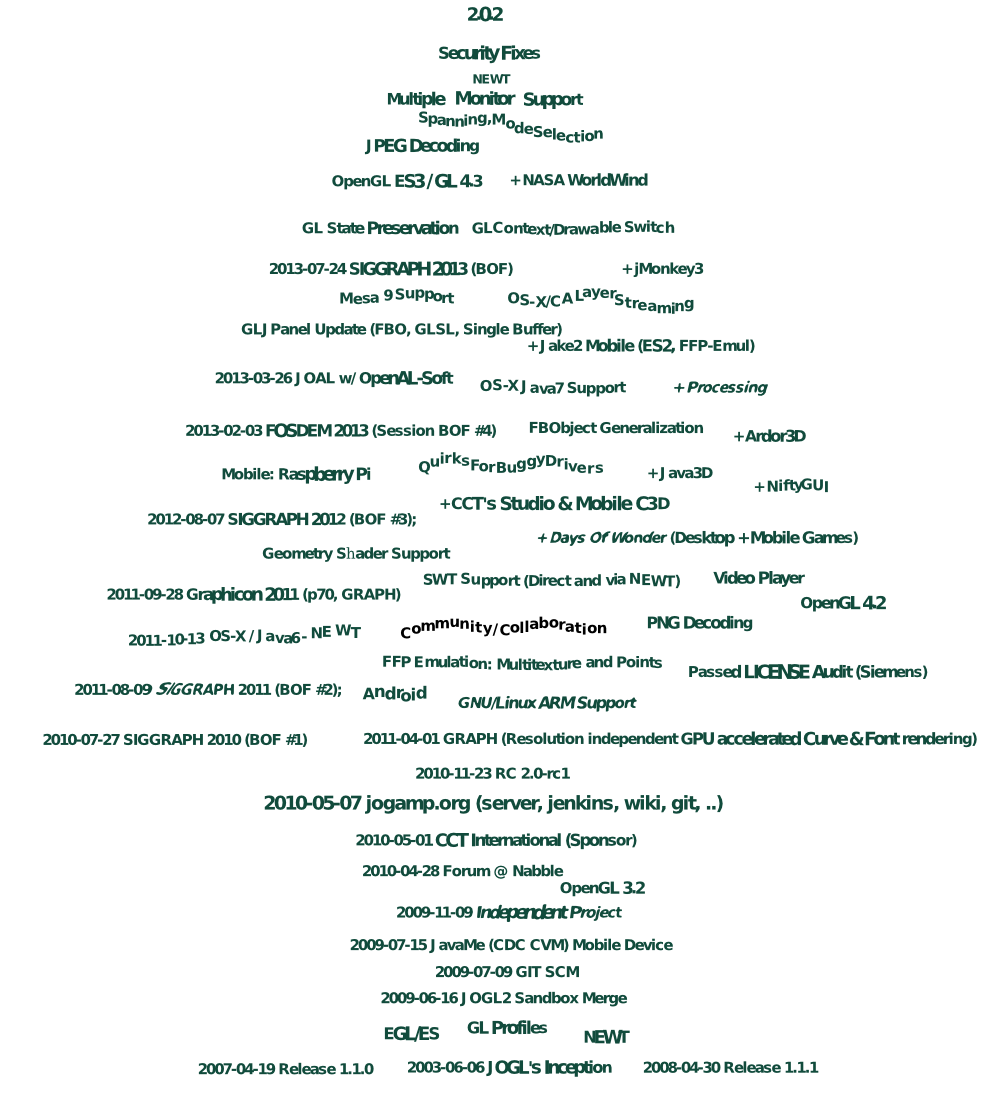 2.0.2
Security Fixes
NEWT
Multiple Monitor Support
Spanning,ModeSelection
JPEG Decoding
OpenGL ES3 / GL 4.3 + NASA WorldWind
GL State Preservation GLContext/Drawable Switch
2013-07-24 SIGGRAPH 2013 (BOF) + jMonkey3
Mesa 9 Support OS-X/CALayerStreaming
GLJPanel Update (FBO, GLSL, Single Buffer)
+ Jake2 Mobile (ES2, FFP-Emul)
2013-03-26 JOAL w/ OpenAL-Soft OS-X Java7 Support + Processing
2013-02-03 FOSDEM 2013 (Session BOF #4) FBObject Generalization + Ardor3D
Mobile: Raspberry Pi QuirksForBuggyDrivers + Java3D
+ NiftyGUI
+CCT's Studio & Mobile C3D
2012-08-07 SIGGRAPH 2012 (BOF #3);
+ Days Of Wonder (Desktop + Mobile Games)
Geometry Shader Support
SWT Support (Direct and via NEWT) Video Player
2011-09-28 Graphicon 2011 (p70, GRAPH) OpenGL 4.2
2011-10-13 OS-X / Java6 - NEWT Community/Collaboration PNG Decoding
FFP Emulation: Multitexture and Points Passed LICENSE Audit (Siemens)
2011-08-09 SIGGRAPH 2011 (BOF #2); Android GNU/Linux ARM Support
2010-07-27 SIGGRAPH 2010 (BOF #1) 2011-04-01 GRAPH (Resolution independent GPU accelerated Curve & Font rendering)
2010-11-23 RC 2.0-rc1
2010-05-07 jogamp.org (server, jenkins, wiki, git, ..)
2010-05-01 CCT International (Sponsor)
2010-04-28 Forum @ Nabble
OpenGL 3.2
2009-11-09 Independent Project
2009-07-15 JavaMe (CDC CVM) Mobile Device
2009-07-09 GIT SCM
2009-06-16 JOGL2 Sandbox Merge
EGL/ES GL Profiles NEWT
2007-04-19 Release 1.1.0 2003-06-06 JOGL's Inception 2008-04-30 Release 1.1.1